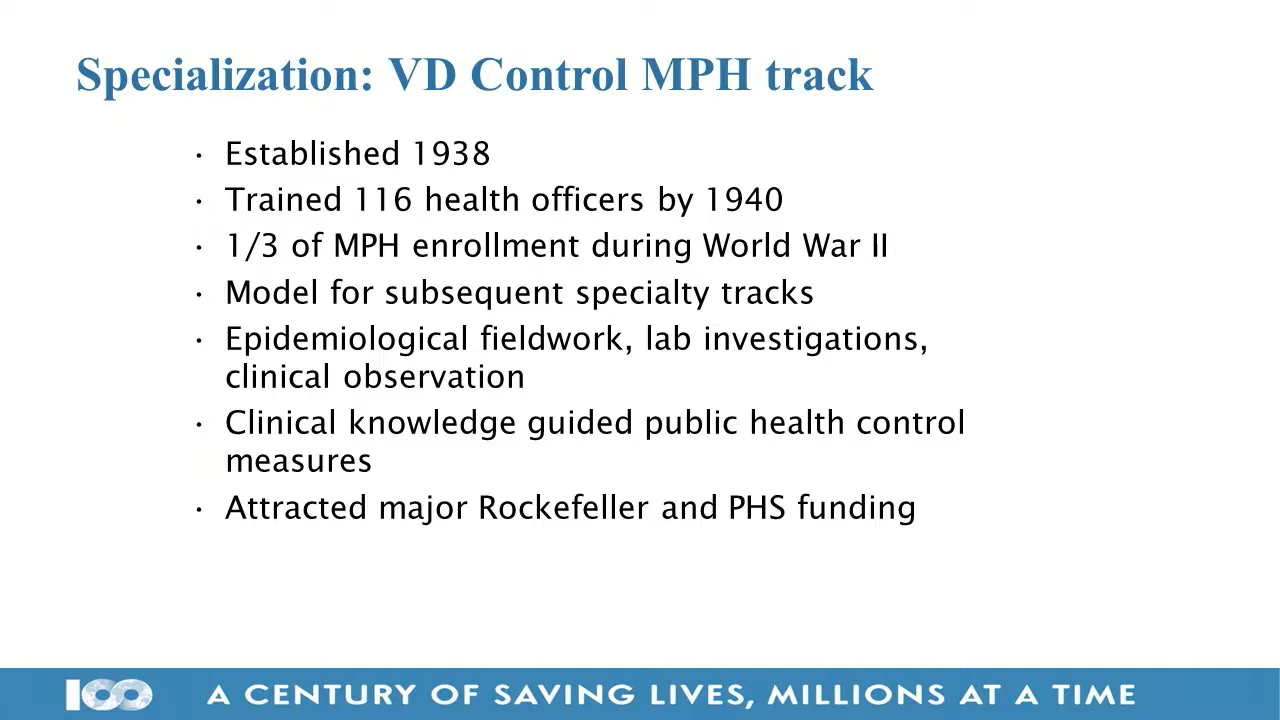 Specialization: VD Control MPH track
· Established 1938
· Trained 116 health officers by 1940
· 1/3 of MPH enrollment during World War II
· Model for subsequent specialty tracks
· Epidemiological fieldwork, lab investigations,
clinical observation
· Clinical knowledge guided public health control
measures
· Attracted major Rockefeller and PHS funding
100 A CENTURY OF SAVING LIVES, MILLIONS AT A TIME